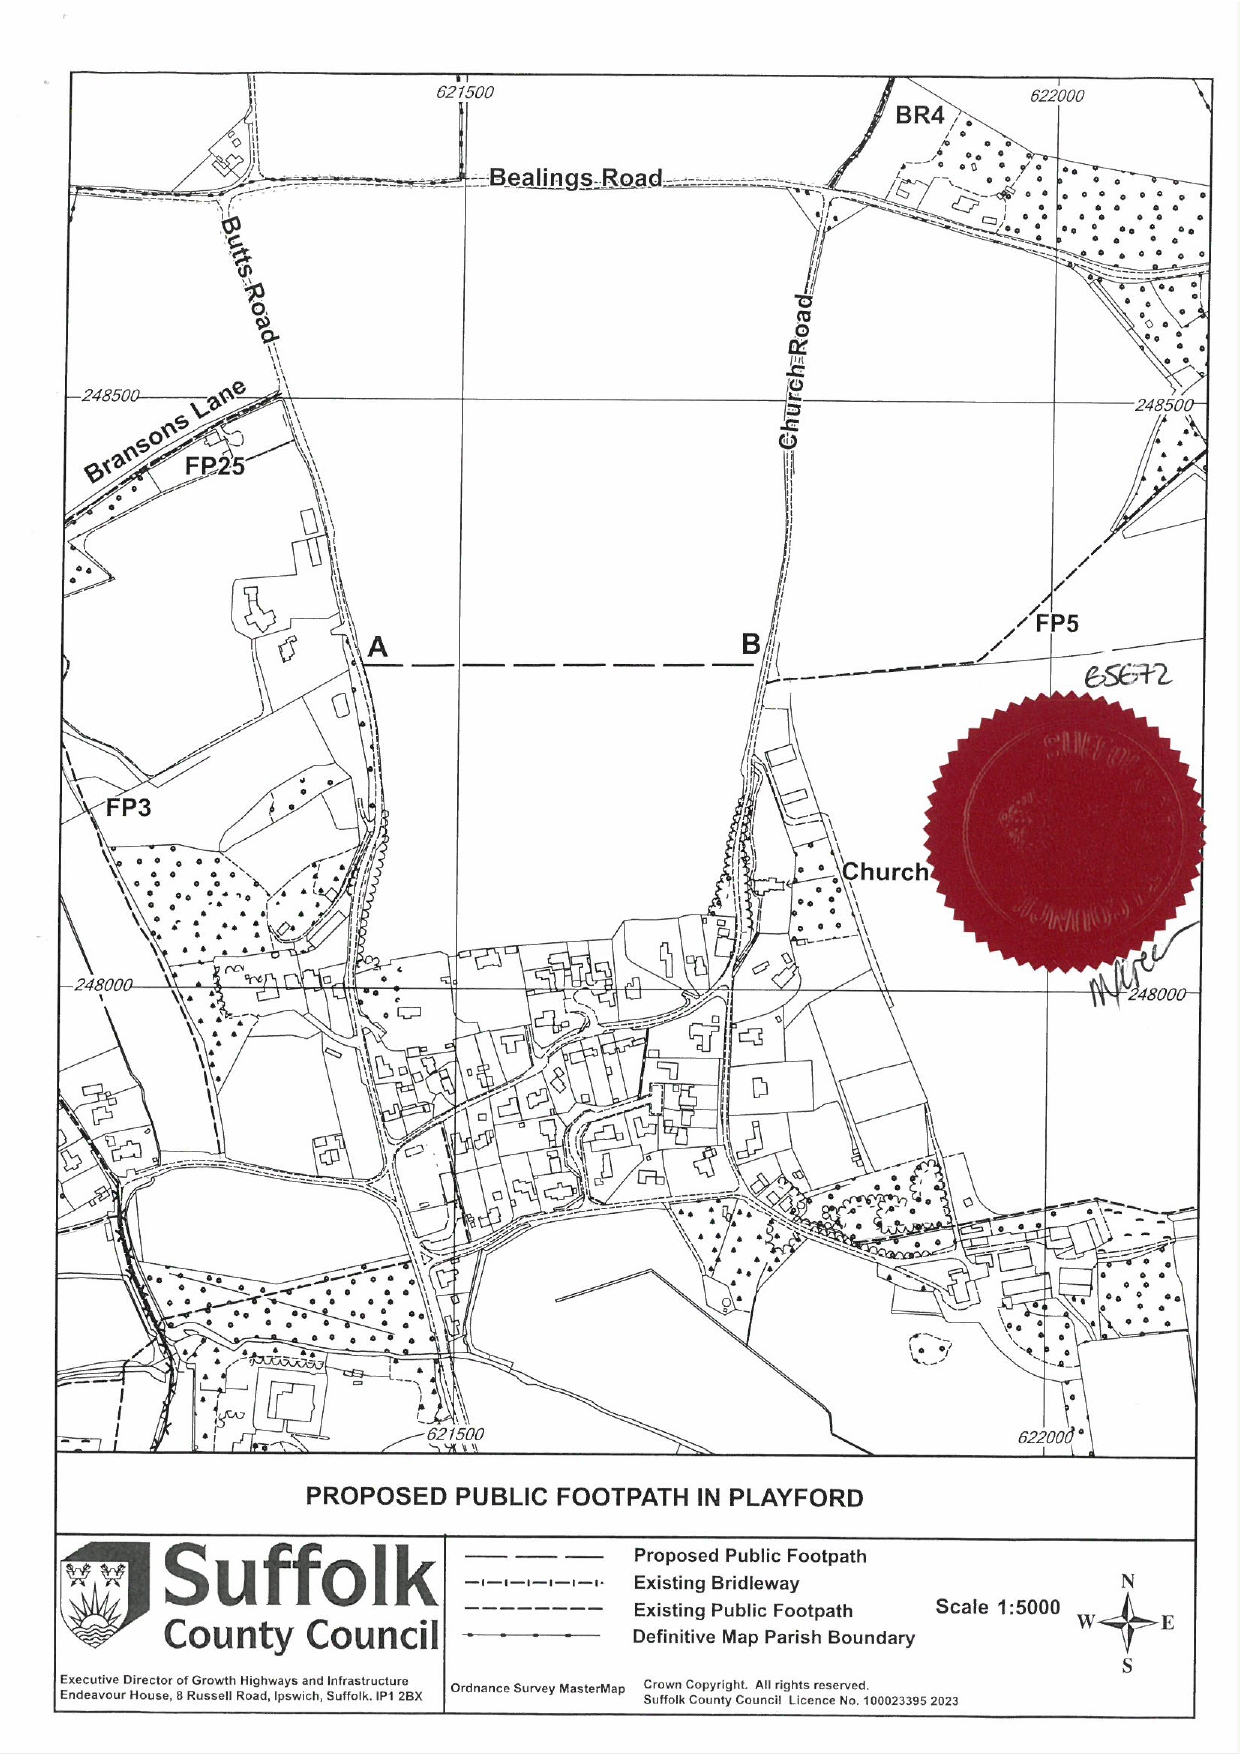 621500
622000
BR4
Bealings Road
Butts Road
Church Road
248500
248500
Bransons Lane
FP25
FP5
A
B
65672
FP3
Church
248000
248000
621500
622000
PROPOSED PUBLIC FOOTPATH IN PLAYFORD
Suffolk
County Council
Executive Director of Growth Highways and Infrastructure
Endeavour House, 8 Russell Road, Ipswich, Suffolk. IP1 2BX
Proposed Public Footpath
Existing Bridleway
Existing Public Footpath
Definitive Map Parish Boundary
Scale 1:5000
N
W
E
S
Ordnance Survey MasterMap
Crown Copyright. All rights reserved.
Suffolk County Council Licence No. 100023395 2023